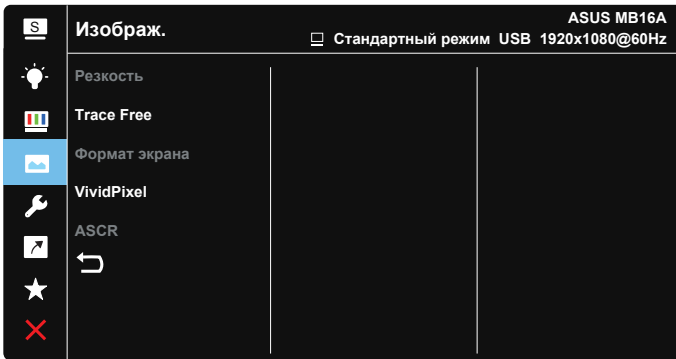 S
Изображ.
ASUS MB16A
Стандартный режим USB 1920x1080@60Hz
Резкость
Trace Free
Формат экрана
VividPixel
ASCR